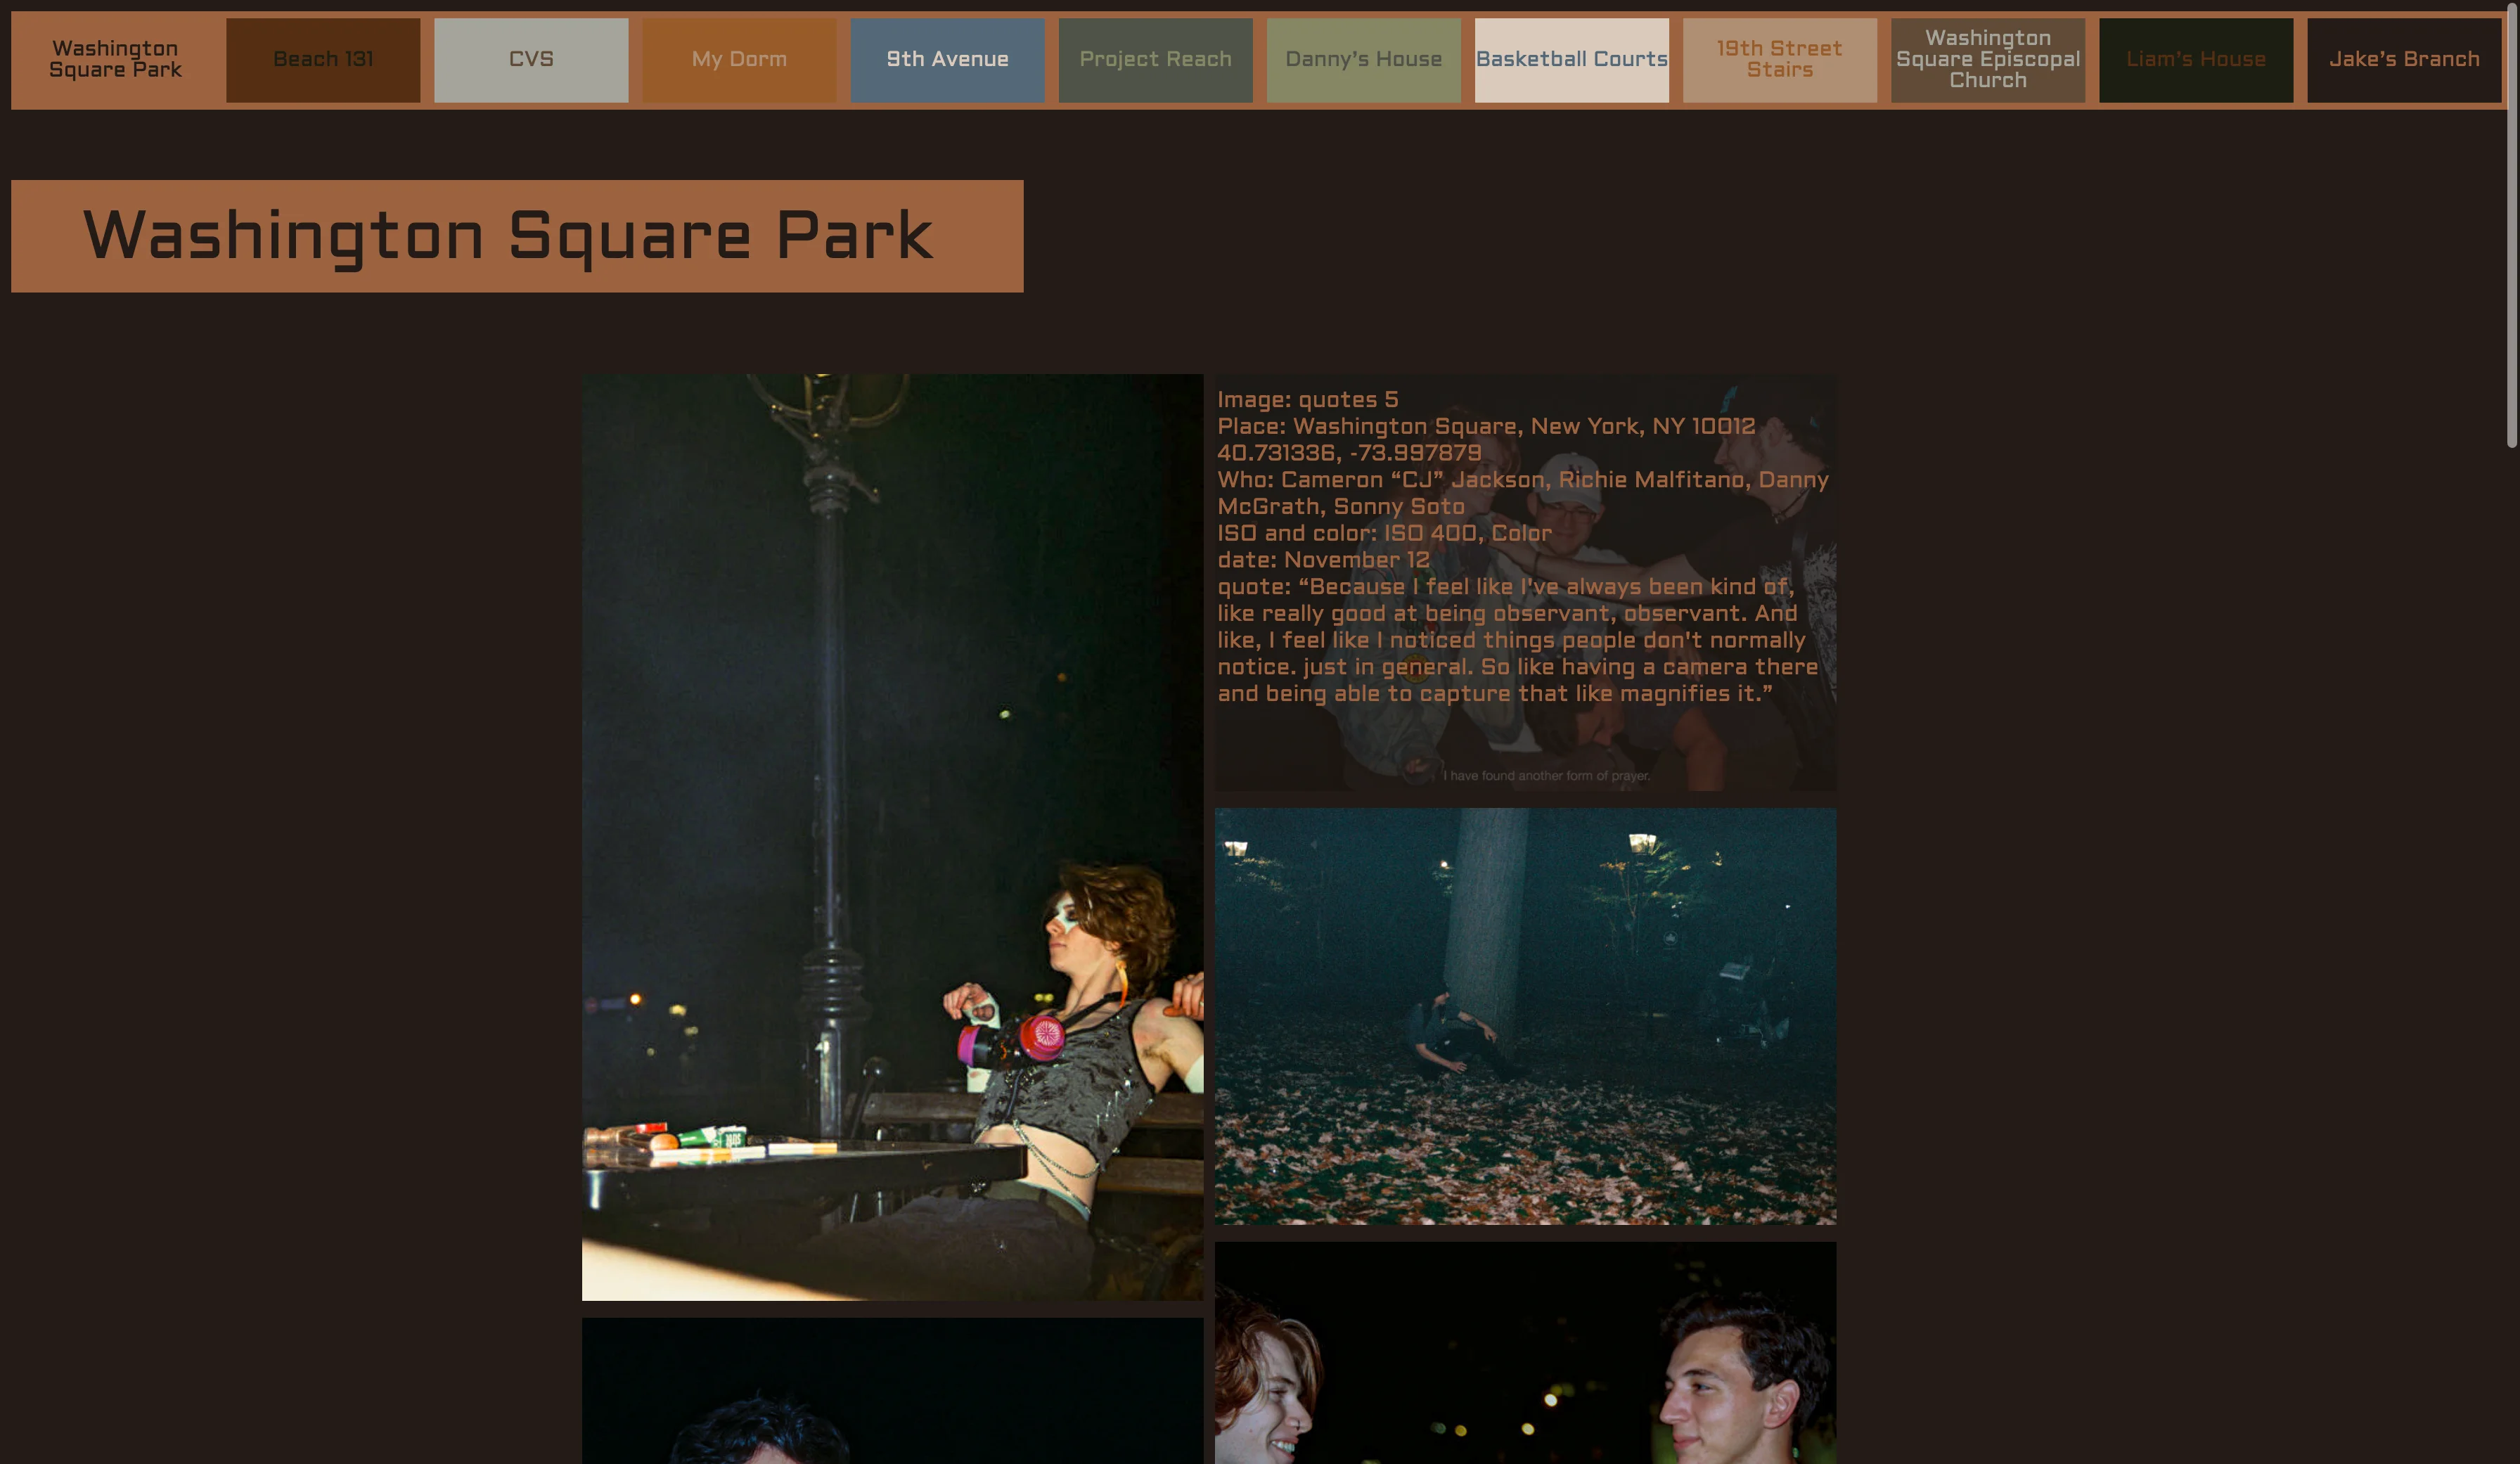 Washington
Square Park
Beach 131
CVS
My Dorm
9th Avenue
Project Reach
Danny’s House
Basketball Courts
19th Street
Stairs
Washington
Square Episcopal
Church
Liam’s House
Jake’s Branch
Washington Square Park
Image: quotes 5
Place: Washington Square, New York, NY 10012
40.731336, -73.997879
Who: Cameron “CJ” Jackson, Richie Malfitano, Danny
McGrath, Sonny Soto
ISO and color: ISO 400, Color
date: November 12
quote: “Because I feel like I've always been kind of,
like really good at being observant, observant. And
like, I feel like I noticed things people don't normally
notice. just in general. So like having a camera there
and being able to capture that like magnifies it.”
I have found another form of prayer.